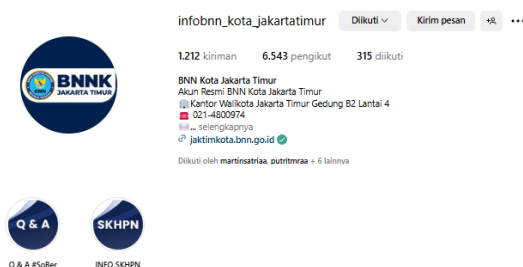 infobnn_kota_jakartatimur Diikuti Kirim pesan
1.212 kiriman 6.543 pengikut 315 diikuti
BNN Kota Jakarta Timur
Akun Resmi BNN Kota Jakarta Timur
Kantor Walikota Jakarta Timur Gedung B2 Lantai 4
021-4800974
... selengkapnya
jaktimkota.bnn.go.id
Diikuti oleh martinsatriaa, putritmraa + 6 lainnya
BNNK
JAKARTA TIMUR
Q & A
SKHPN
Q & A #SoBer
INFO SKHPN